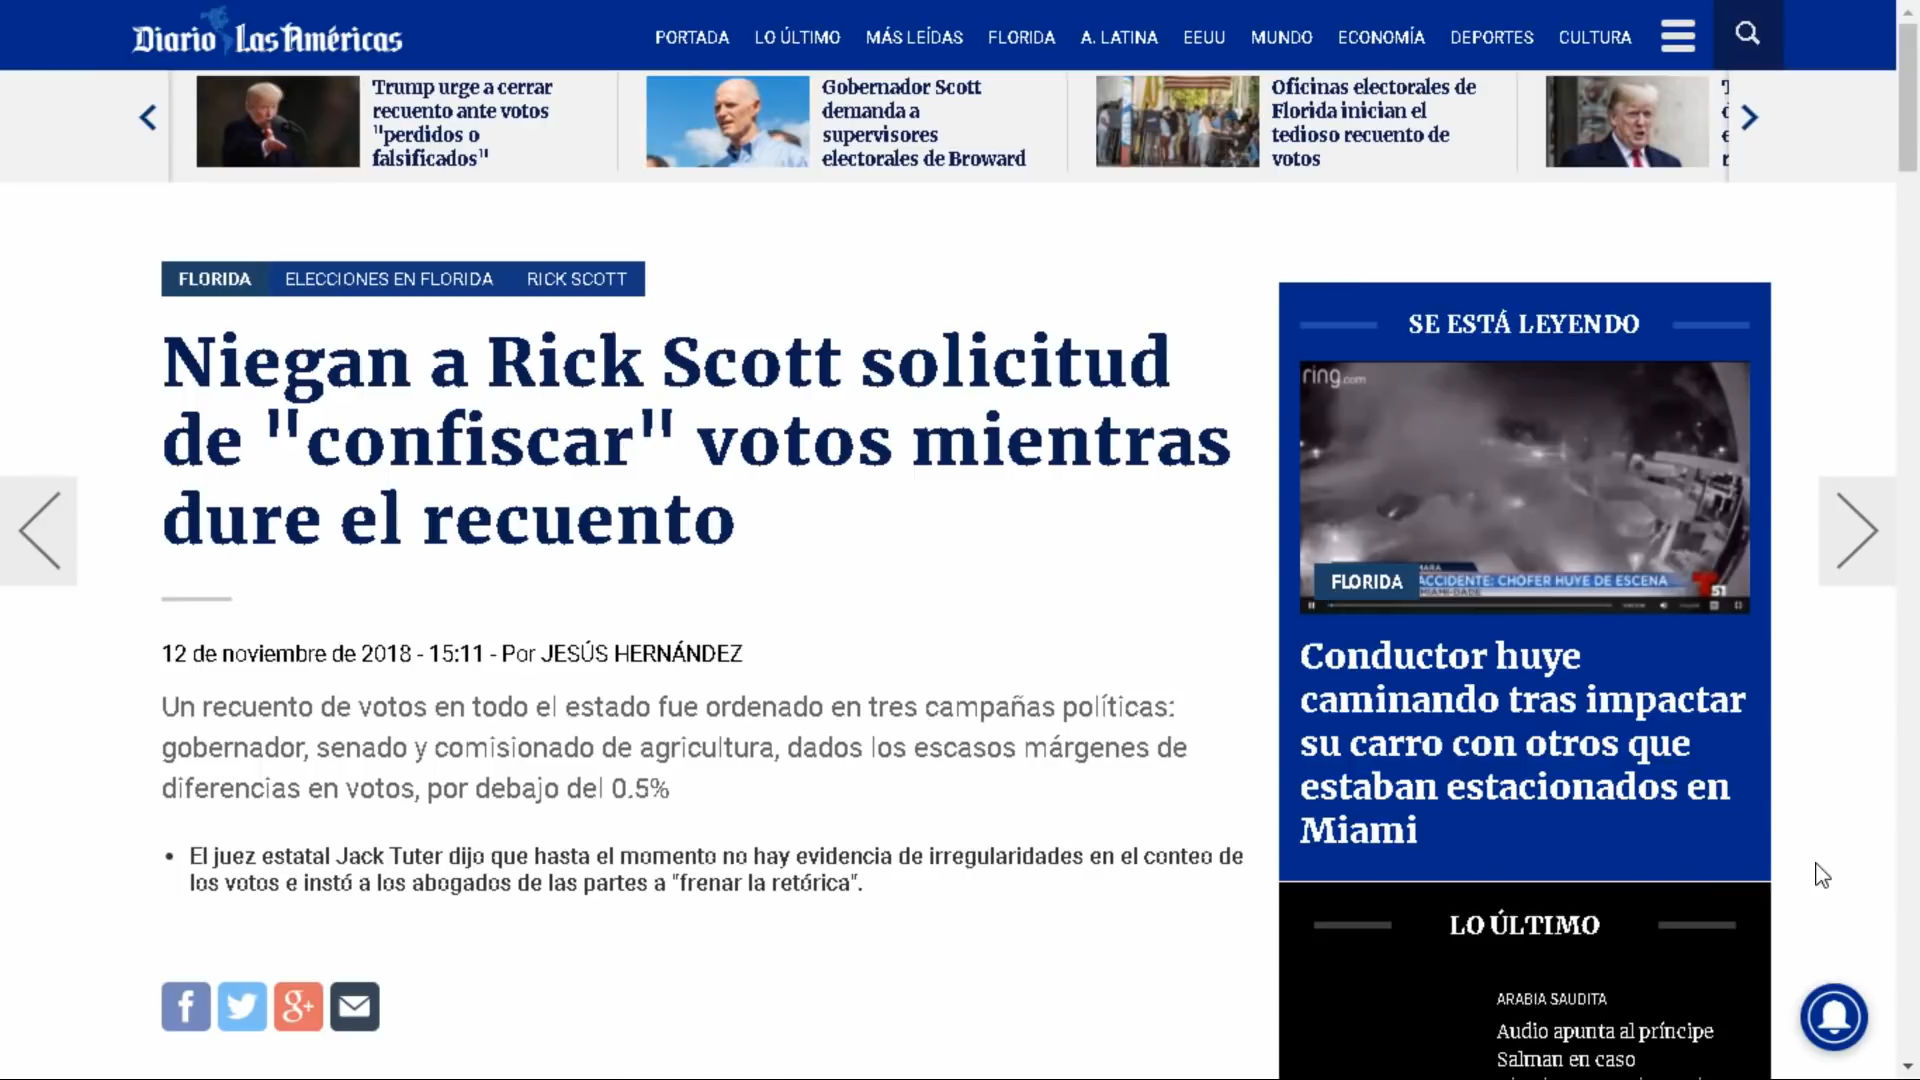 Diario Las Américas
PORTADA LO ÚLTIMO MÁS LEÍDAS FLORIDA A. LATINA EEUU MUNDO ECONOMÍA DEPORTES CULTURA
Trump urge a cerrar
recuento ante votos
"perdidos o
falsificados"
Gobernador Scott
demanda a
supervisores
electorales de Broward
Oficinas electorales de
Florida inician el
tedioso recuento de
votos
FLORIDA ELECCIONES EN FLORIDA RICK SCOTT
Niegan a Rick Scott solicitud
de "confiscar" votos mientras
dure el recuento
12 de noviembre de 2018 - 15:11 - Por JESÚS HERNÁNDEZ
Un recuento de votos en todo el estado fue ordenado en tres campañas políticas:
gobernador, senado y comisionado de agricultura, dados los escasos márgenes de
diferencias en votos, por debajo del 0.5%
• El juez estatal Jack Tuter dijo que hasta el momento no hay evidencia de irregularidades en el conteo de
los votos e instó a los abogados de las partes a "frenar la retórica".
SE ESTÁ LEYENDO
ring.com
FLORIDA
ACCIDENTE: CHOFER HUYE DE ESCENA
MIAMI-DADE
51
Conductor huye
caminando tras impactar
su carro con otros que
estaban estacionados en
Miami
LO ÚLTIMO
ARABIA SAUDITA
Audio apunta al príncipe
Salman en caso